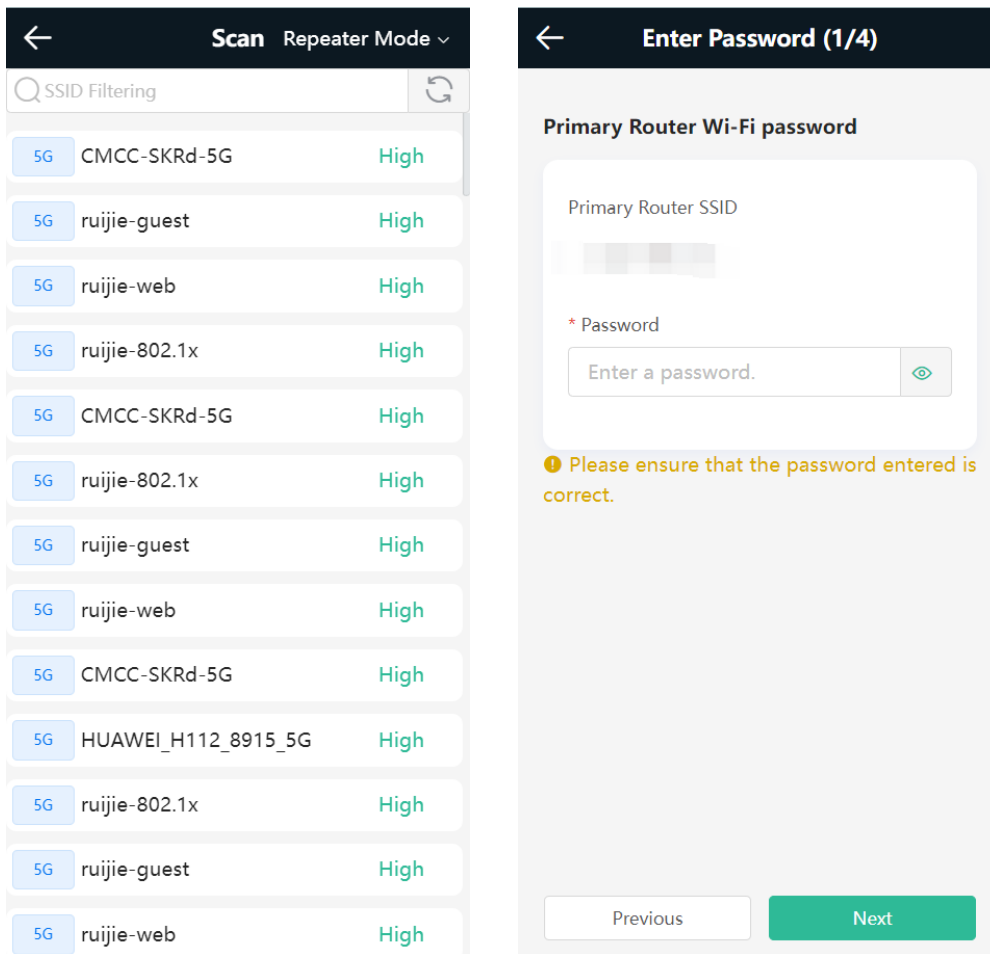 Scan Repeater Mode
SSID Filtering
5G CMCC-SKRd-5G High
5G ruijie-guest High
5G ruijie-web High
5G ruijie-802.1x High
5G CMCC-SKRd-5G High
5G ruijie-802.1x High
5G ruijie-guest High
5G ruijie-web High
5G CMCC-SKRd-5G High
5G HUAWEI_H112_8915_5G High
5G ruijie-802.1x High
5G ruijie-guest High
5G ruijie-web High
Enter Password (1/4)
Primary Router Wi-Fi password
Primary Router SSID
* Password
Enter a password.
Please ensure that the password entered is
correct.
Previous Next